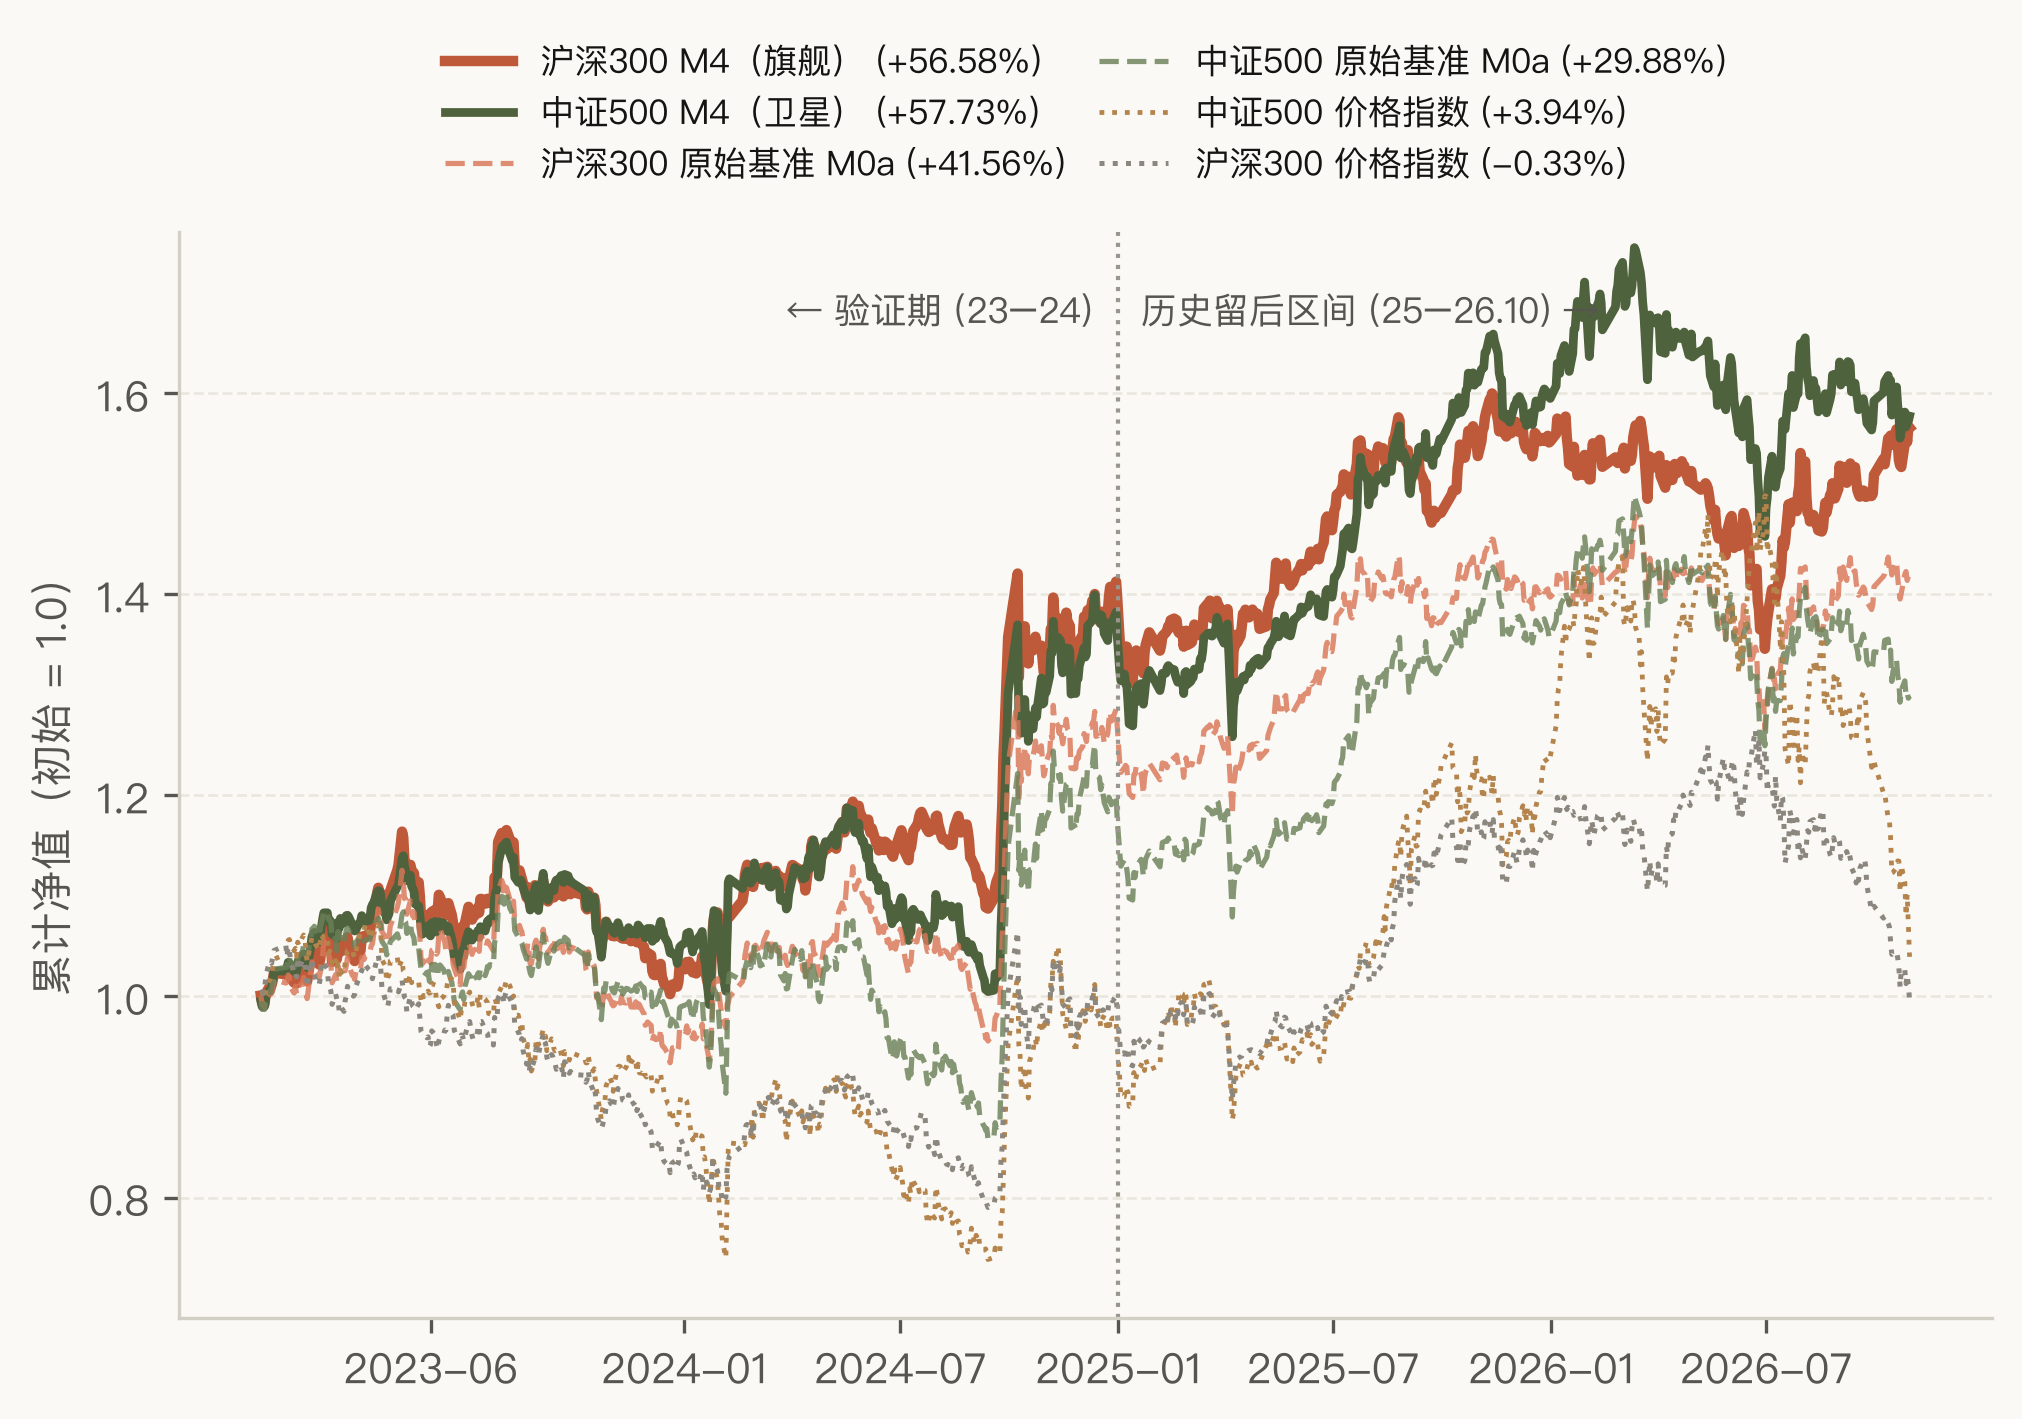 沪深300 M4（旗舰） (+56.58%)
中证500 M4（卫星） (+57.73%)
沪深300 原始基准 M0a (+41.56%)
中证500 原始基准 M0a (+29.88%)
中证500 价格指数 (+3.94%)
沪深300 价格指数 (−0.33%)
← 验证期 (23—24)
历史留后区间 (25—26.10) →
累计净值（初始 = 1.0）
1.6
1.4
1.2
1.0
0.8
2023−06
2024−01
2024−07
2025−01
2025−07
2026−01
2026−07